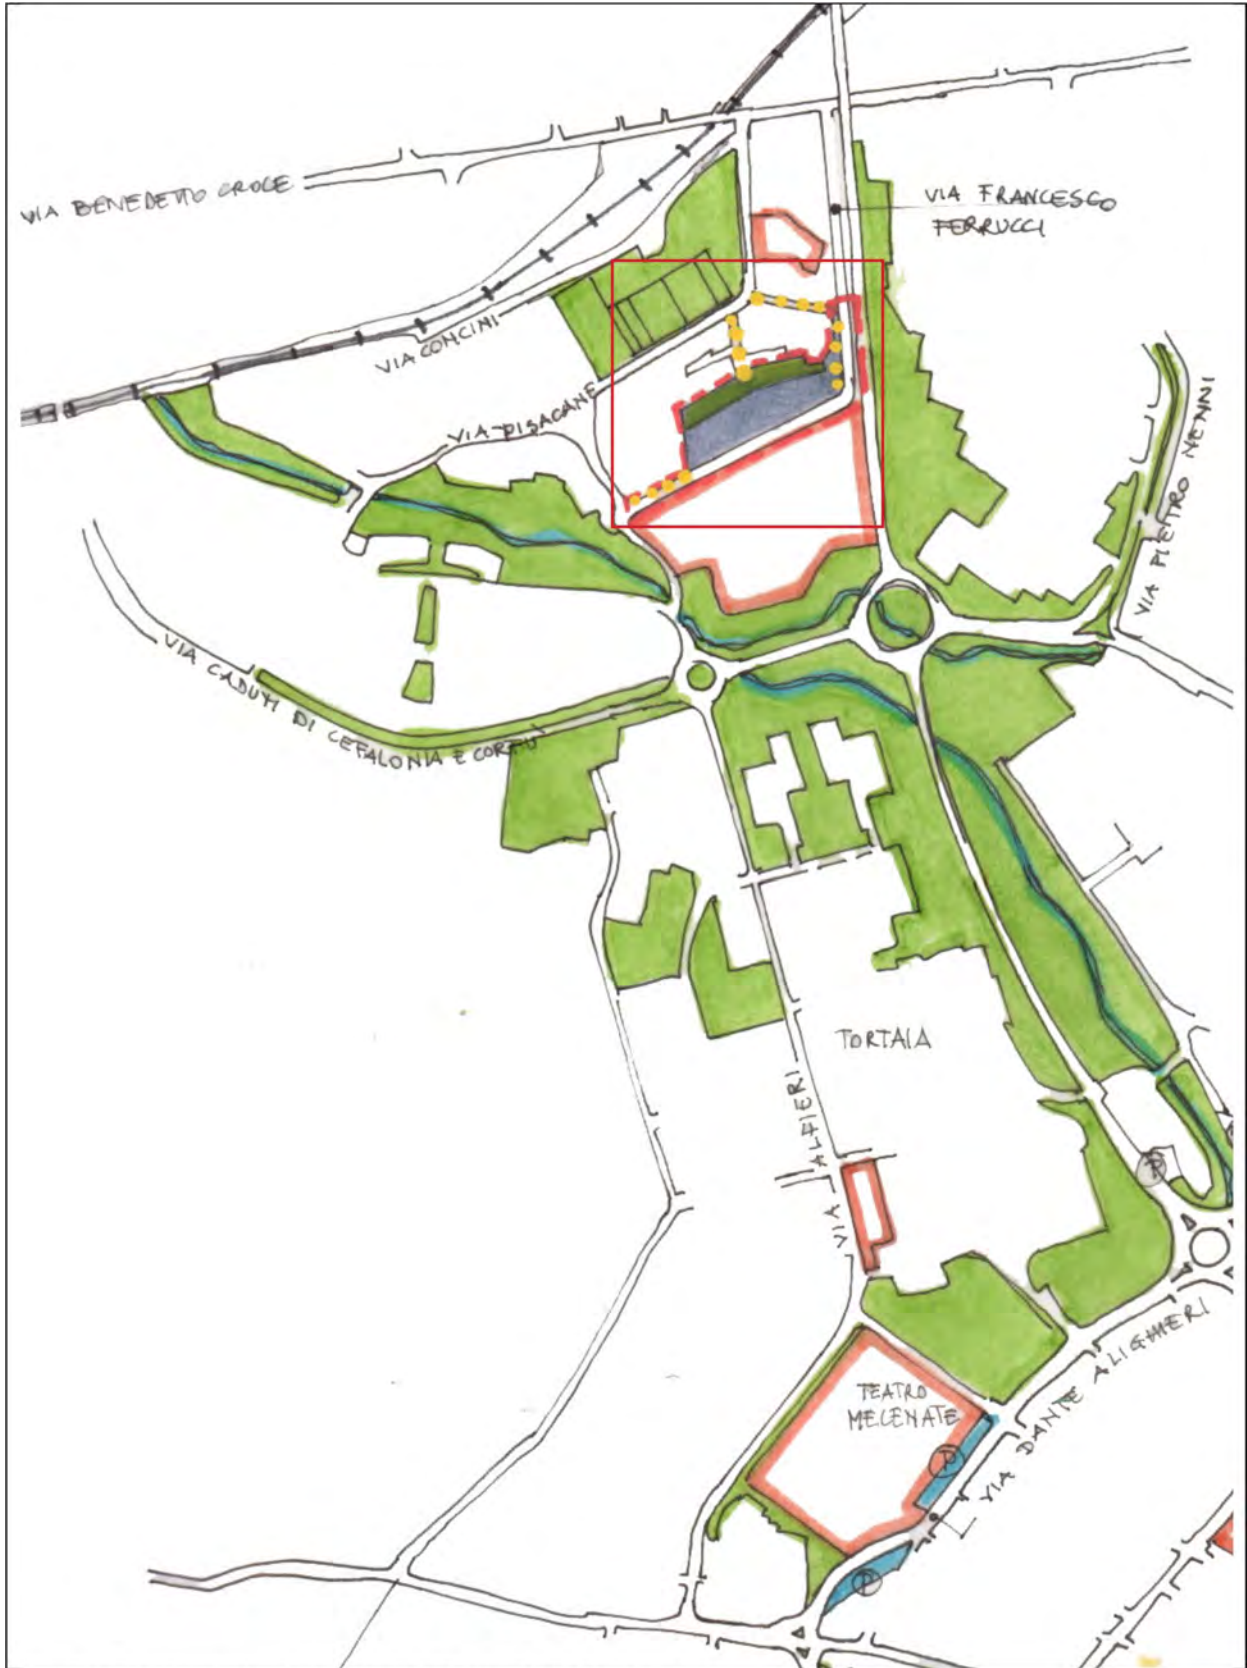 VIA BENEDETTO CROCE
VIA FRANCESCO
FERRUCCI
VIA CONCINI
VIA PISACANE
VIA PIETRO NENNI
VIA CADUTI DI CEFALONIA E CORFÙ
TORTAIA
VIA ALFIERI
P
VIA DANTE ALIGHIERI
TEATRO
MECENATE
P
P